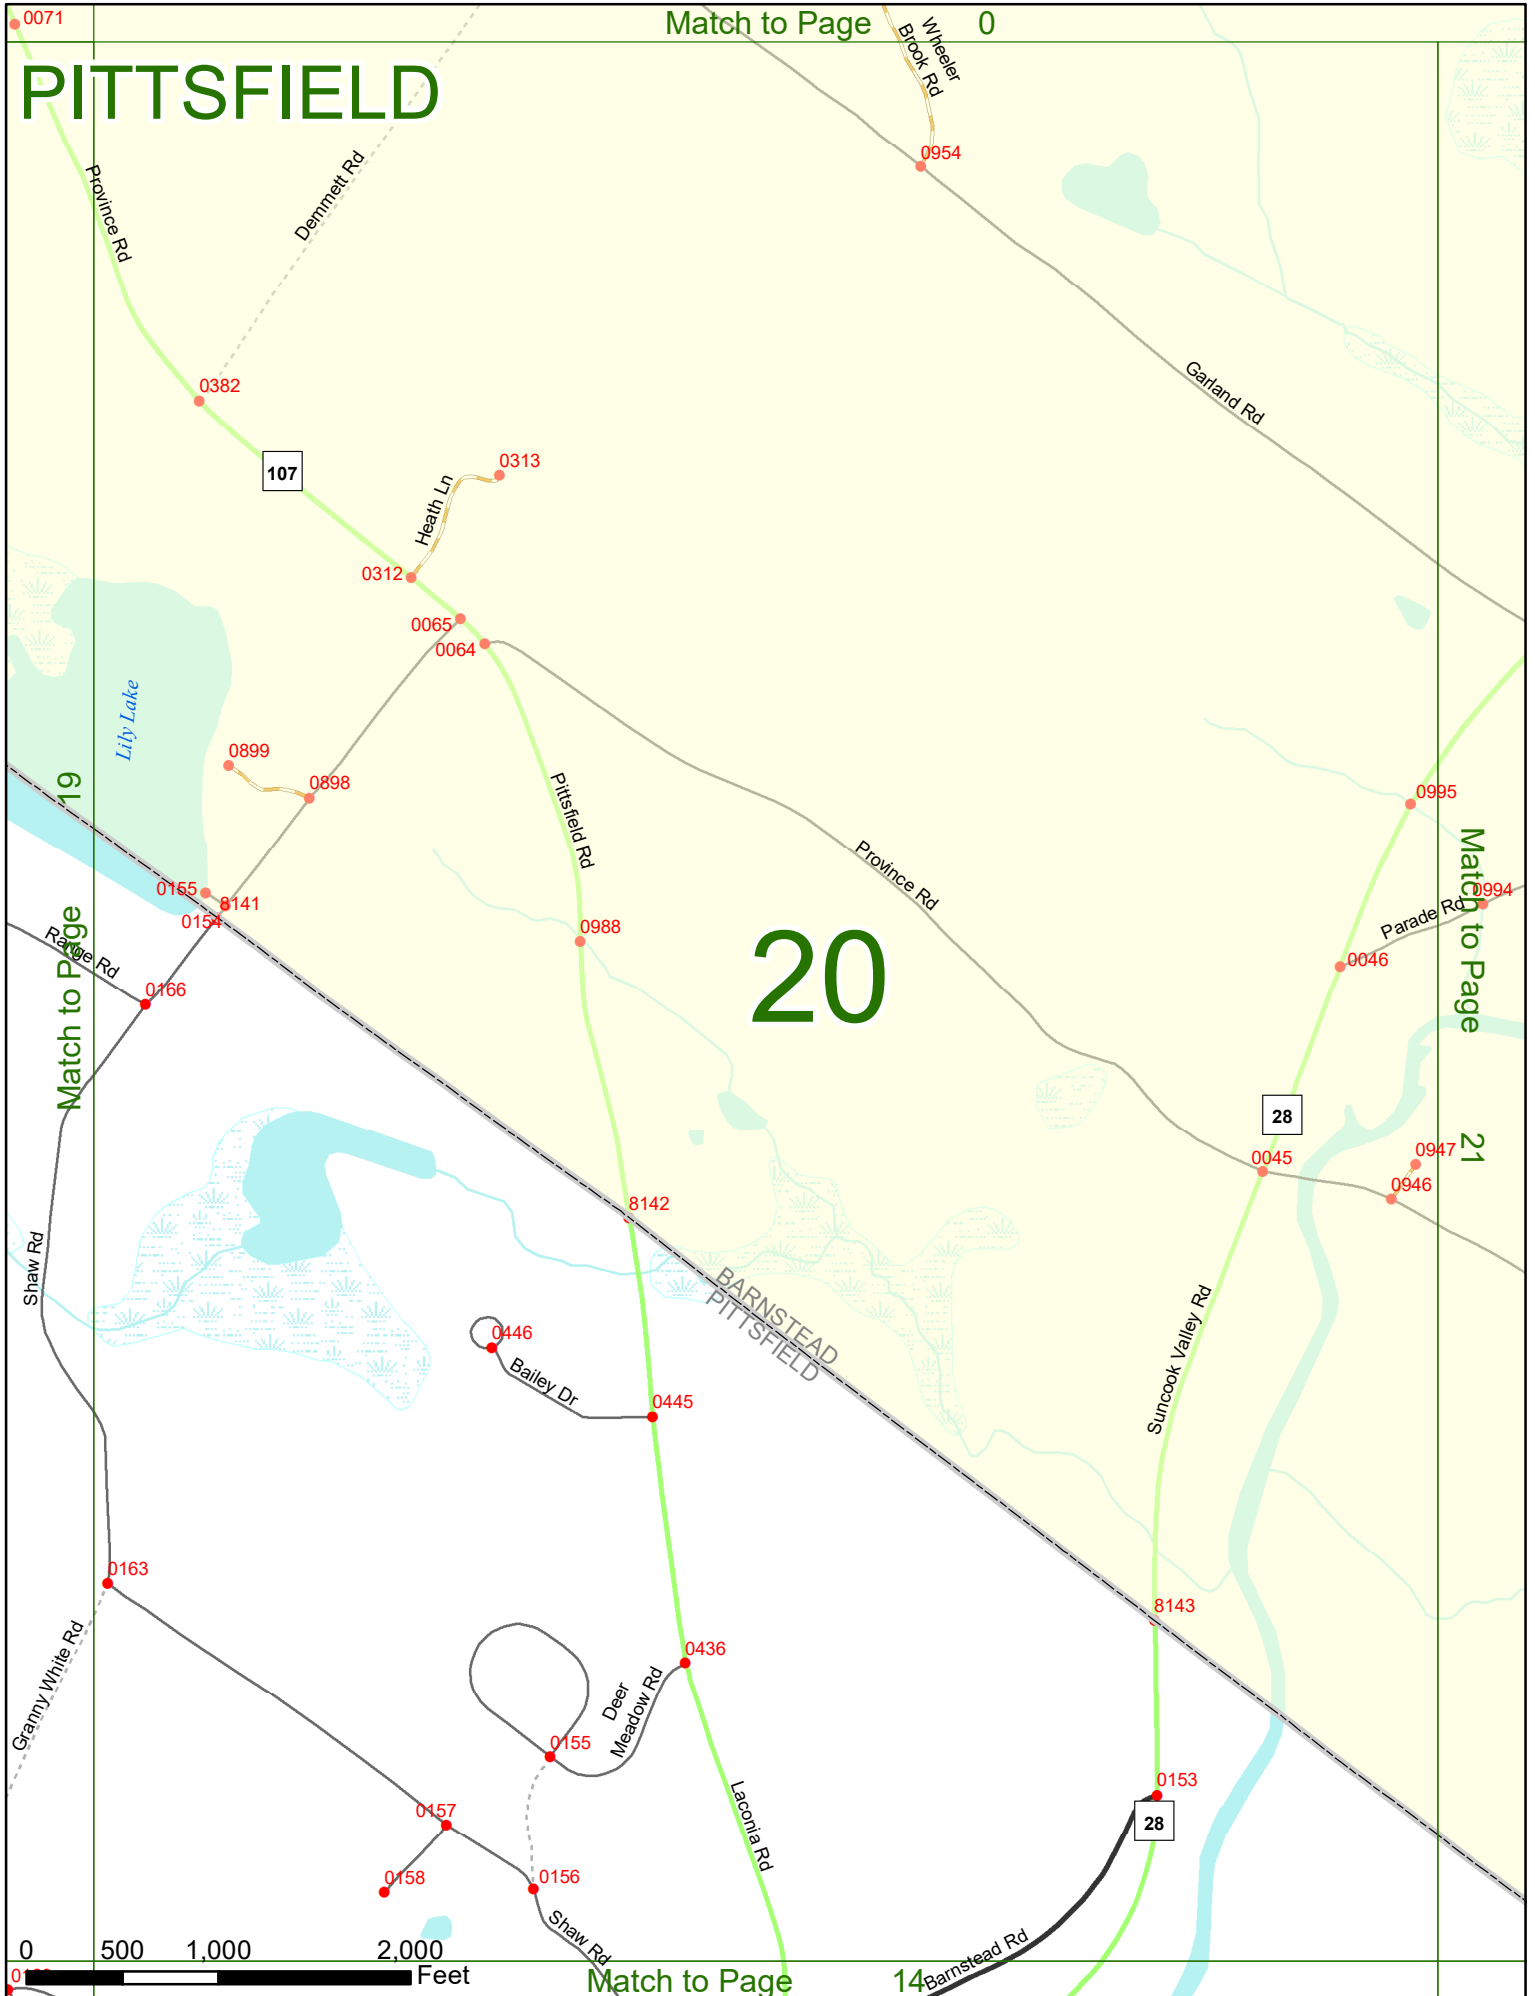 0071
Match to Page 0
PITTSFIELD
Wheeler
Brook Rd
0954
Demmett Rd
Province Rd
0382
107
Garland Rd
0313
Heath Ln
0312
0065
0064
Lily Lake
0899
0898
Pittsfield Rd
Province Rd
0995
Match to Page 19
Match to Page 21
0155
8141
0154
0994
Parade Rd
Range Rd
0988
0046
0166
20
28
0045
0947
0946
8142
Shaw Rd
BARNSTEAD
PITTSFIELD
0446
Bailey Dr
Suncook Valley Rd
0445
0163
8143
Granny White Rd
0436
Deer
Meadow Rd
0155
0153
28
Laconia Rd
0157
0158
0156
Shaw Rd
Barnstead Rd
0 500 1,000 2,000
Feet
Match to Page 14